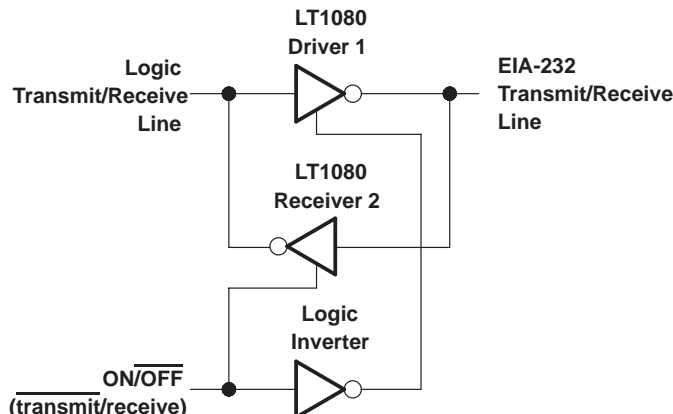 LT1080
Driver 1
Logic
Transmit/Receive
Line
EIA-232
Transmit/Receive
Line
LT1080
Receiver 2
Logic
Inverter
ON/OFF
(transmit/receive)